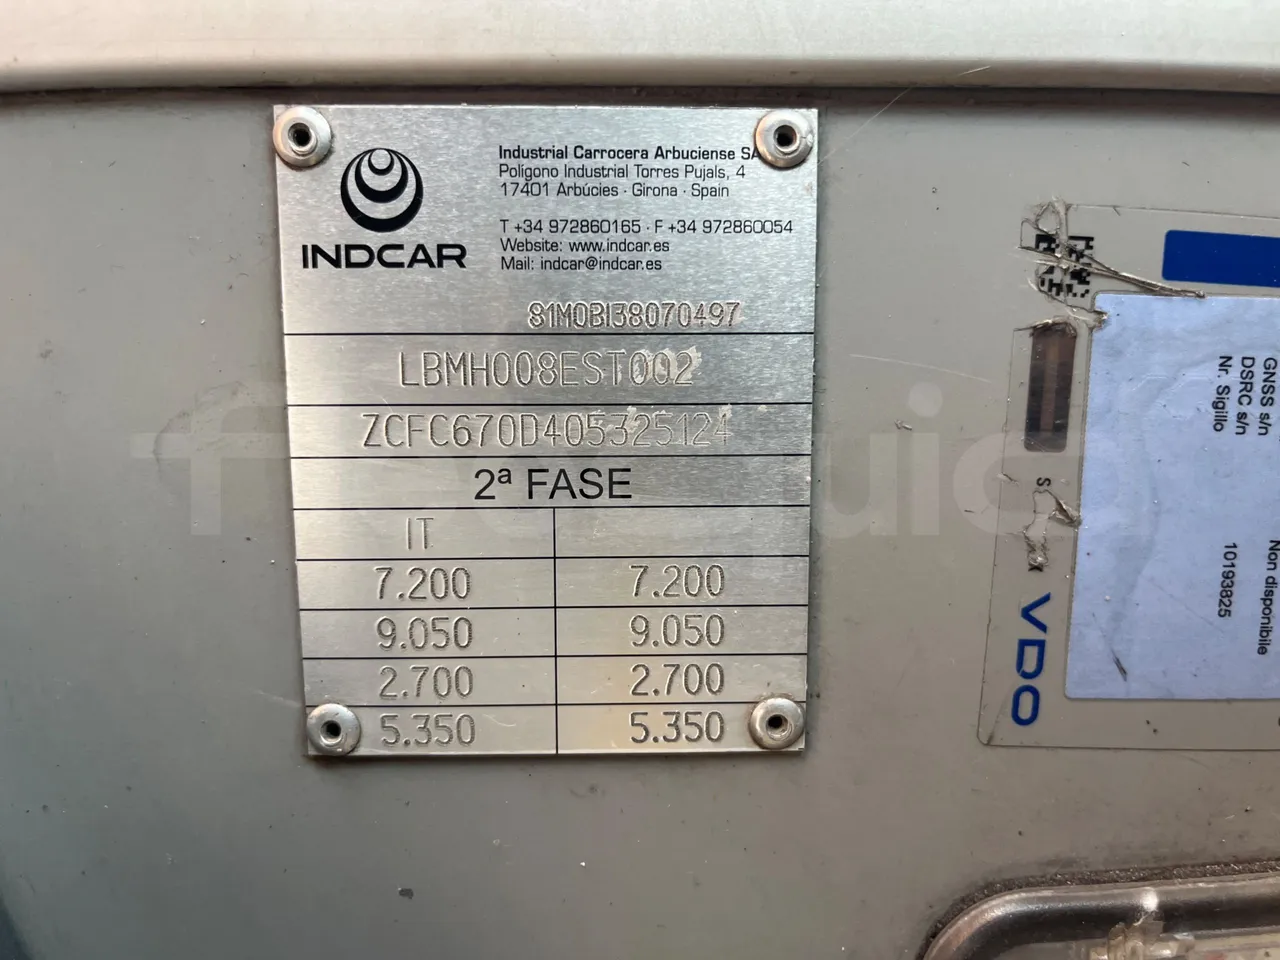 INDCAR
Industrial Carrocera Arbuciense SA
Polígono Industrial Torres Pujals, 4
17401 Arbúcies · Girona · Spain
T +34 972860165 · F +34 972860054
Website: www.indcar.es
Mail: indcar@indcar.es
81MOBI38070497
LBMH008EST002
ZCFC670D405325124
2ª FASE
IT
7.200 7.200
9.050 9.050
2.700 2.700
5.350 5.350
GNSS s/n Non disponibile
DSRC s/n
Nr. Sigillo 10193825
VDO